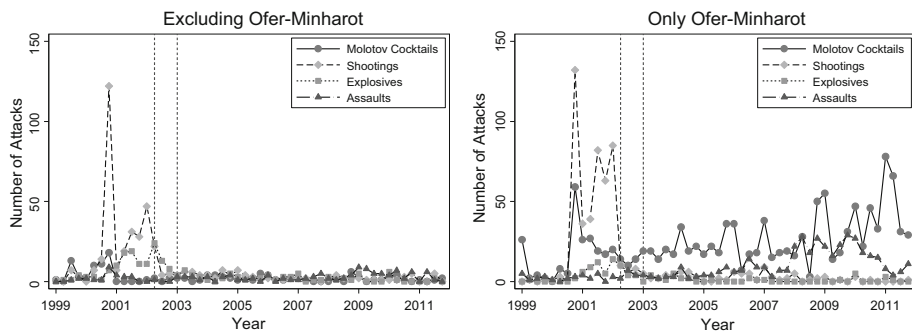 Excluding Ofer-Minharot
Number of Attacks
150
100
50
0
Molotov Cocktails
Shootings
Explosives
Assaults
1999 2001 2003 2005 2007 2009 2011
Year
Only Ofer-Minharot
Number of Attacks
150
100
50
0
Molotov Cocktails
Shootings
Explosives
Assaults
1999 2001 2003 2005 2007 2009 2011
Year